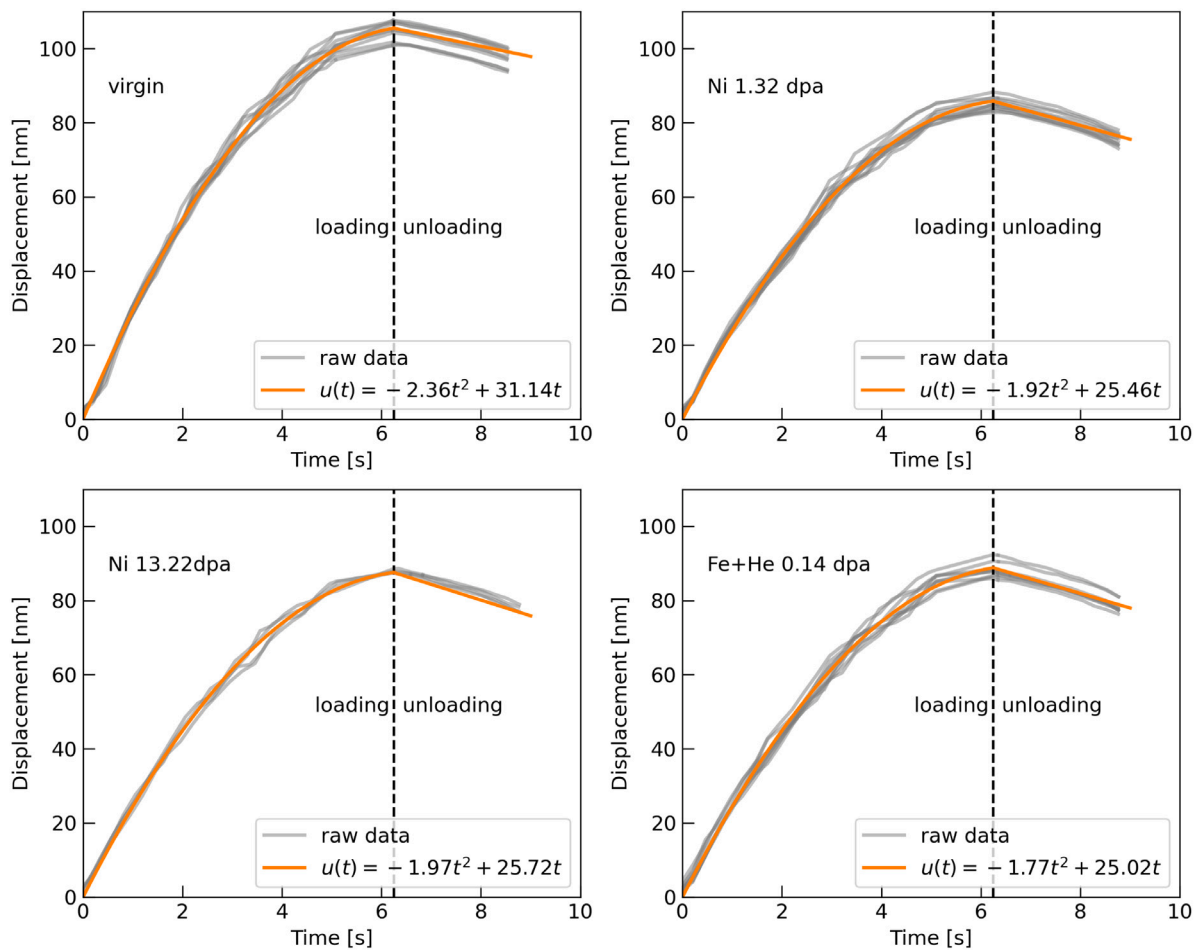 100
80
60
40
20
0
Displacement [nm]
virgin
loading unloading
raw data
u(t) = − 2.36t² + 31.14t
0 2 4 6 8 10
Time [s]
100
80
60
40
20
0
Displacement [nm]
Ni 1.32 dpa
loading unloading
raw data
u(t) = − 1.92t² + 25.46t
0 2 4 6 8 10
Time [s]
100
80
60
40
20
0
Displacement [nm]
Ni 13.22dpa
loading unloading
raw data
u(t) = − 1.97t² + 25.72t
0 2 4 6 8 10
Time [s]
100
80
60
40
20
0
Displacement [nm]
Fe+He 0.14 dpa
loading unloading
raw data
u(t) = − 1.77t² + 25.02t
0 2 4 6 8 10
Time [s]